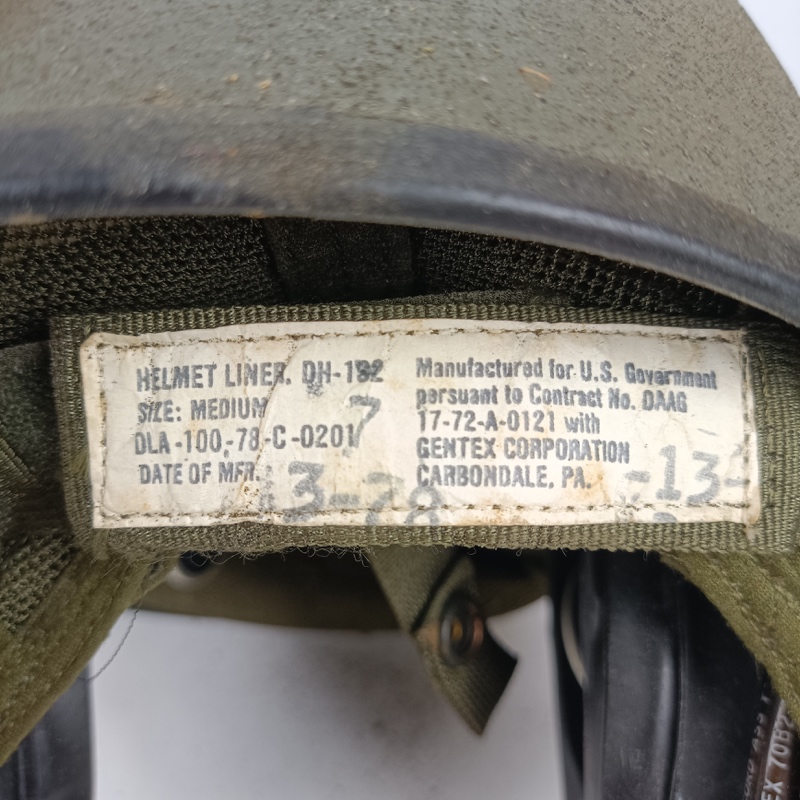 HELMET LINER, DH-132
SIZE: MEDIUM 7
DLA-100,-78-C-0201
DATE OF MFR. 3-78
Manufactured for U.S. Government
pursuant to Contract No. DAAG
17-72-A-0121 with
GENTEX CORPORATION
CARBONDALE, PA.
-13-